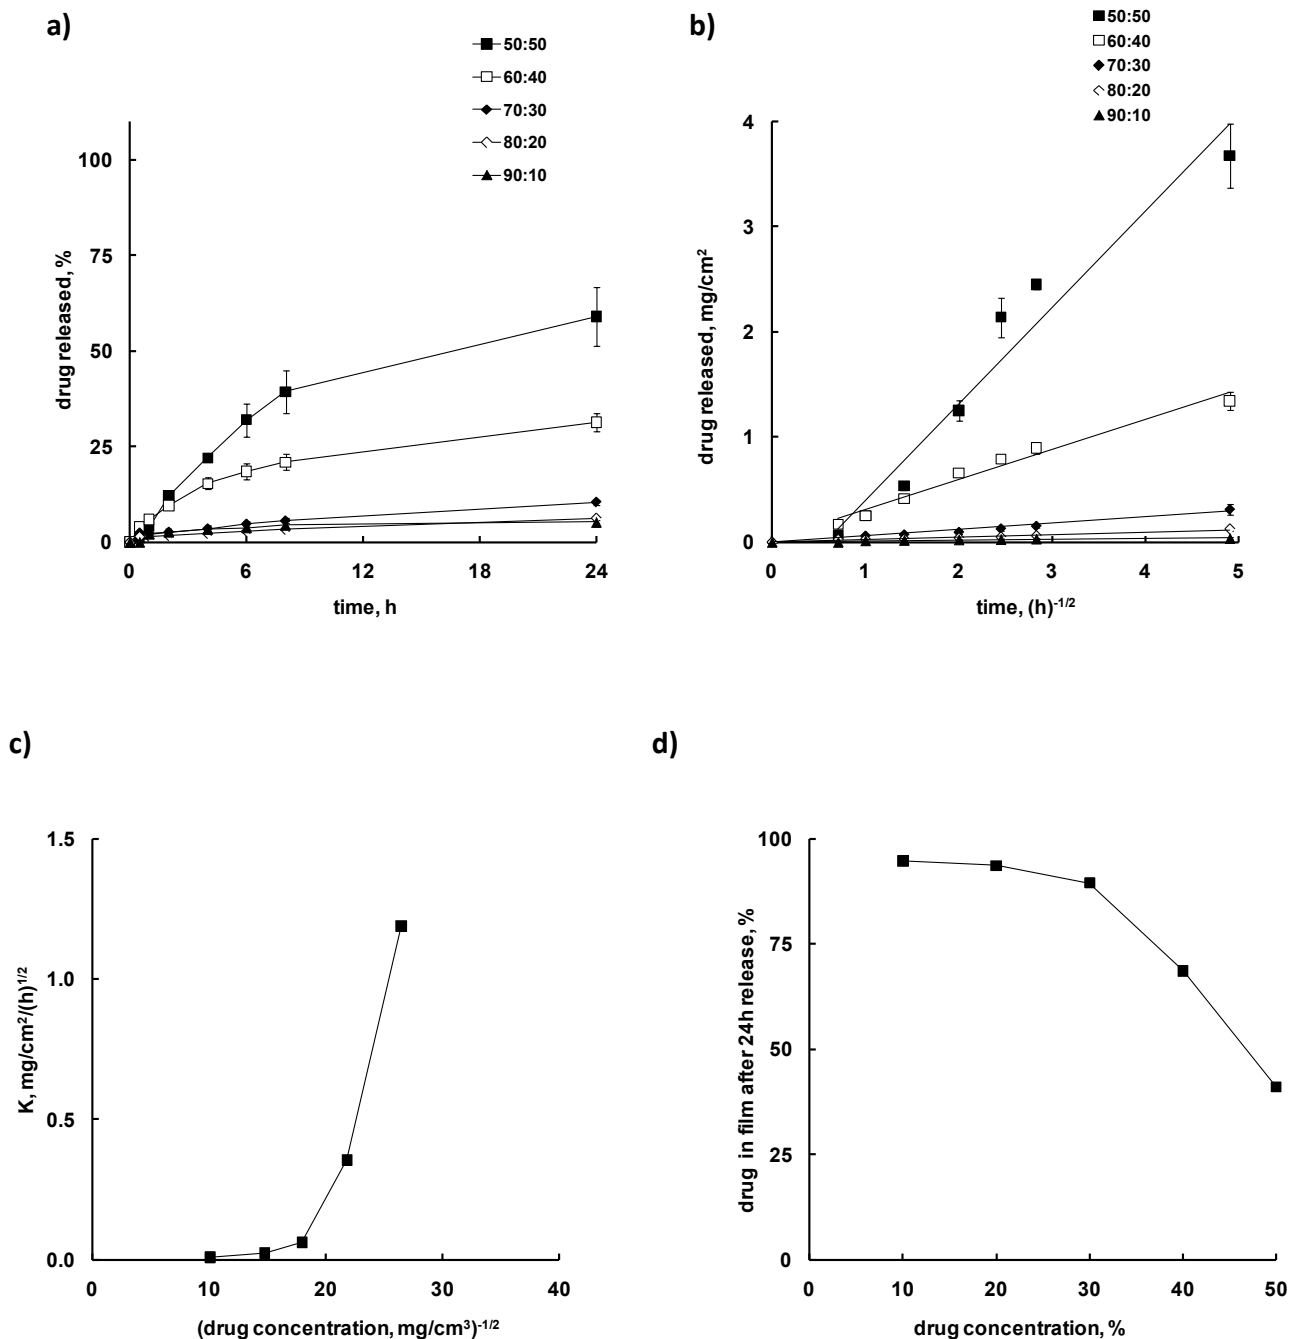 a)
50:50
60:40
70:30
80:20
90:10
100
75
50
25
0
drug released, %
0 6 12 18 24
time, h
b)
50:50
60:40
70:30
80:20
90:10
4
3
2
1
0
drug released, mg/cm²
0 1 2 3 4 5
time, (h)⁻¹/²
c)
1.5
1.0
0.5
0.0
K, mg/cm²/(h)¹/²
0 10 20 30 40
(drug concentration, mg/cm³)⁻¹/²
d)
100
75
50
25
0
drug in film after 24h release, %
0 10 20 30 40 50
drug concentration, %